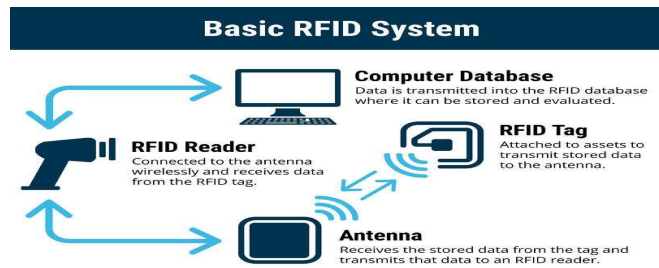 Basic RFID System
Computer Database
Data is transmitted into the RFID database
where it can be stored and evaluated.
RFID Tag
Attached to assets to
transmit stored data
to the antenna.
RFID Reader
Connected to the antenna
wirelessly and receives data
from the RFID tag.
Antenna
Receives the stored data from the tag and
transmits that data to an RFID reader.